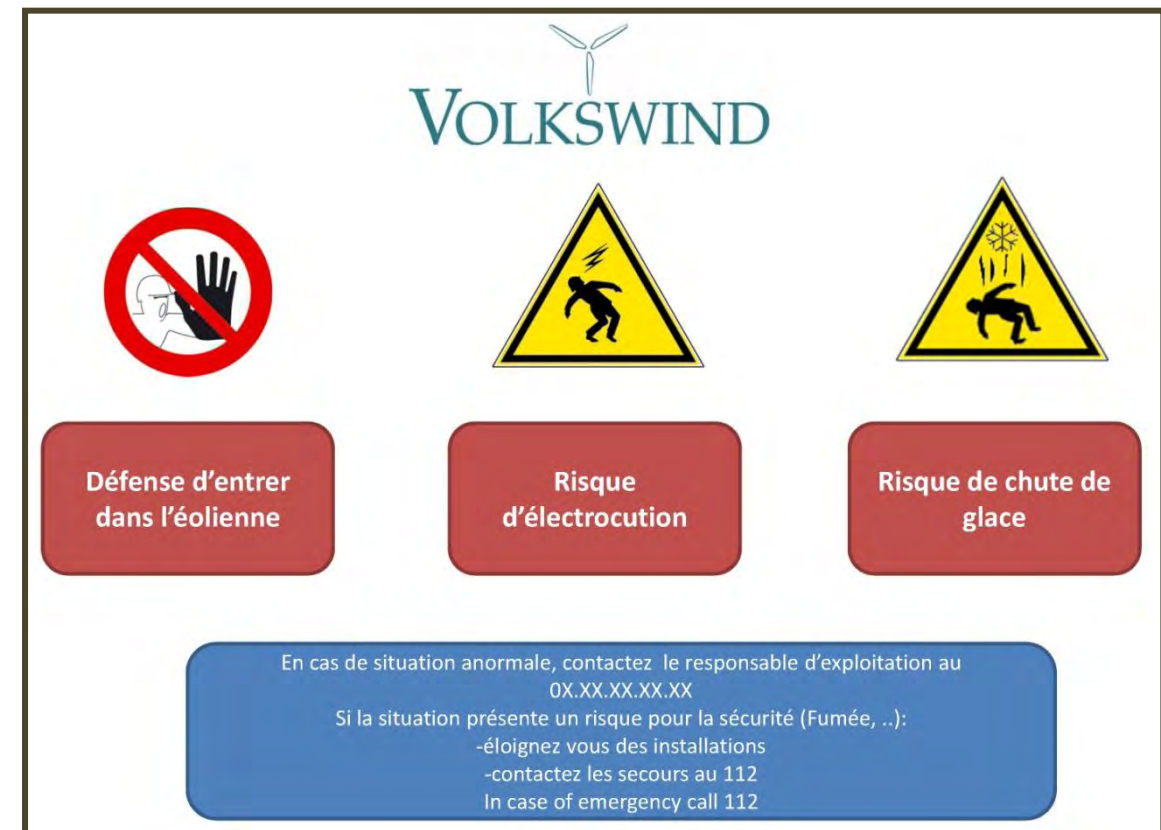 VOLKSWIND
Défense d'entrer
dans l'éolienne
Risque
d'électrocution
Risque de chute de
glace
En cas de situation anormale, contactez le responsable d'exploitation au
0X.XX.XX.XX.XX
Si la situation présente un risque pour la sécurité (Fumée, ..):
-éloignez vous des installations
-contactez les secours au 112
In case of emergency call 112